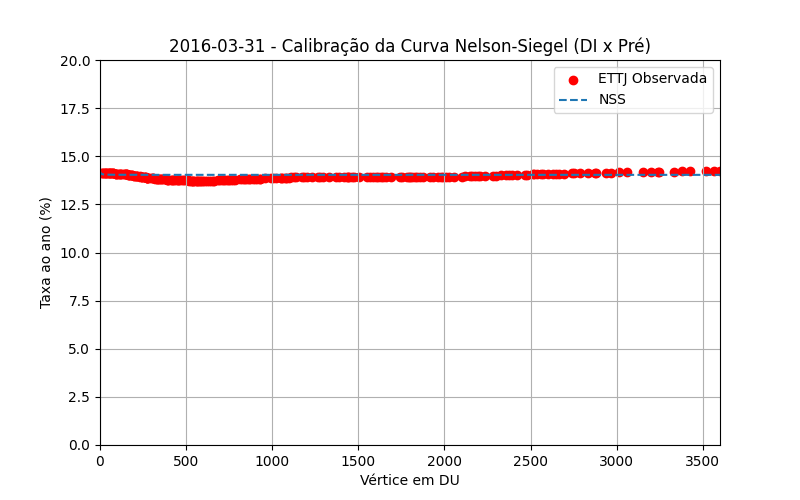 2016-03-31 - Calibração da Curva Nelson-Siegel (DI x Pré)
ETTJ Observada
NSS
20.0
17.5
15.0
12.5
10.0
7.5
5.0
2.5
0.0
Taxa ao ano (%)
0 500 1000 1500 2000 2500 3000 3500
Vértice em DU